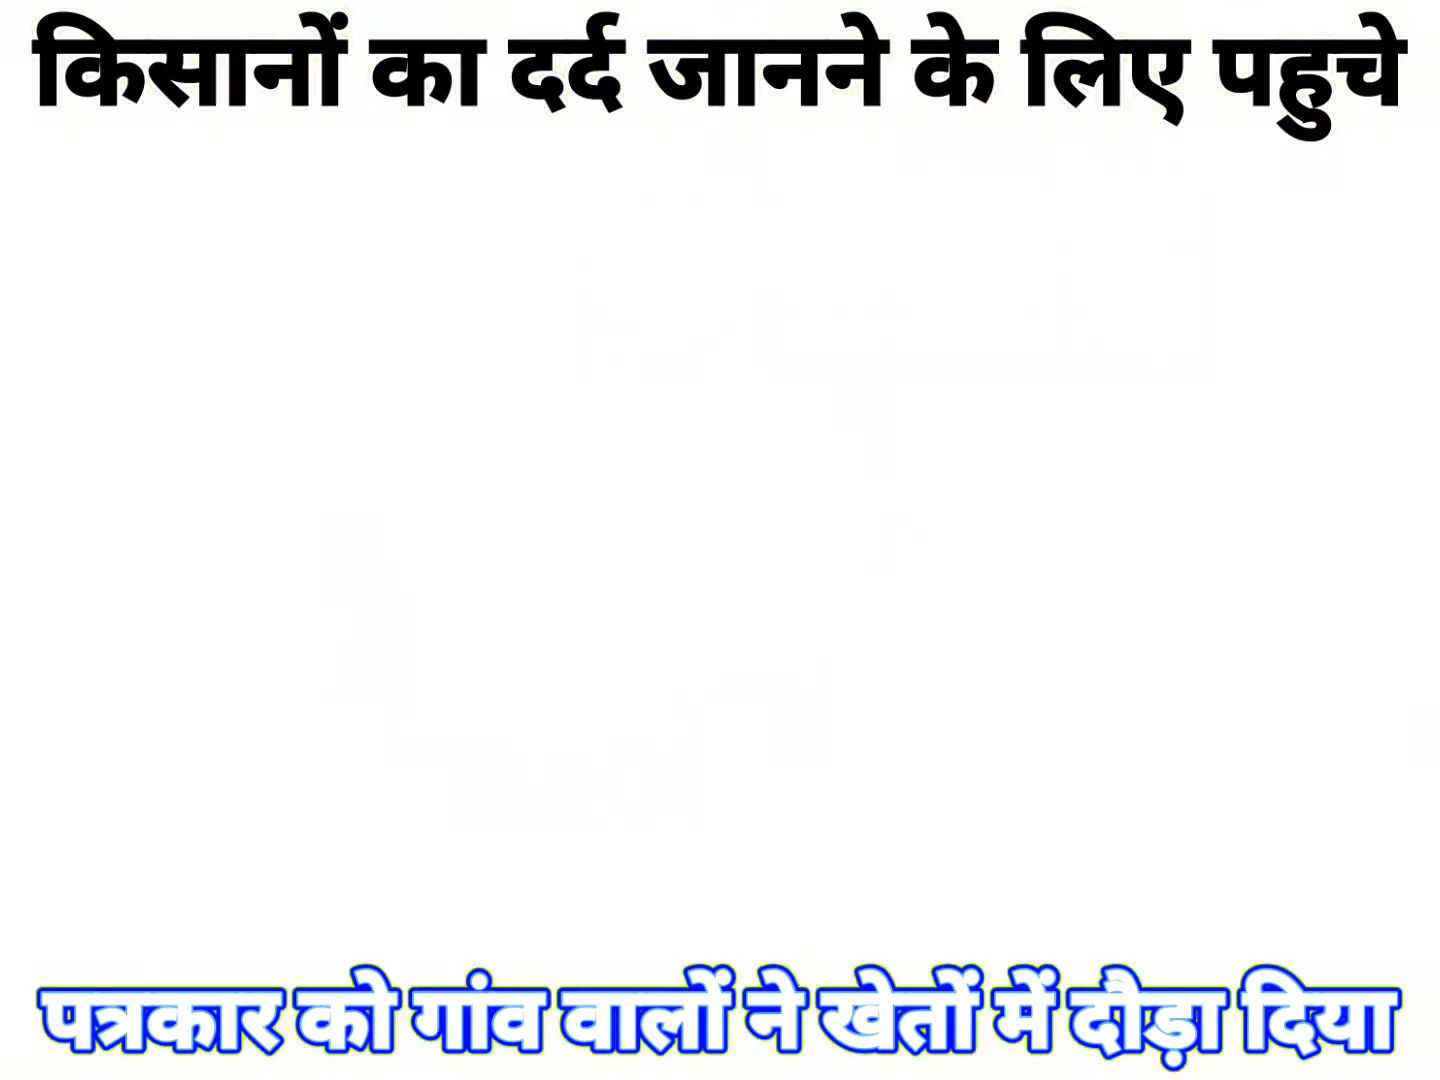 किसानों का दर्द जानने के लिए पहुचे
पत्रकार को गांव वालों ने खेतों में दौड़ा दिया